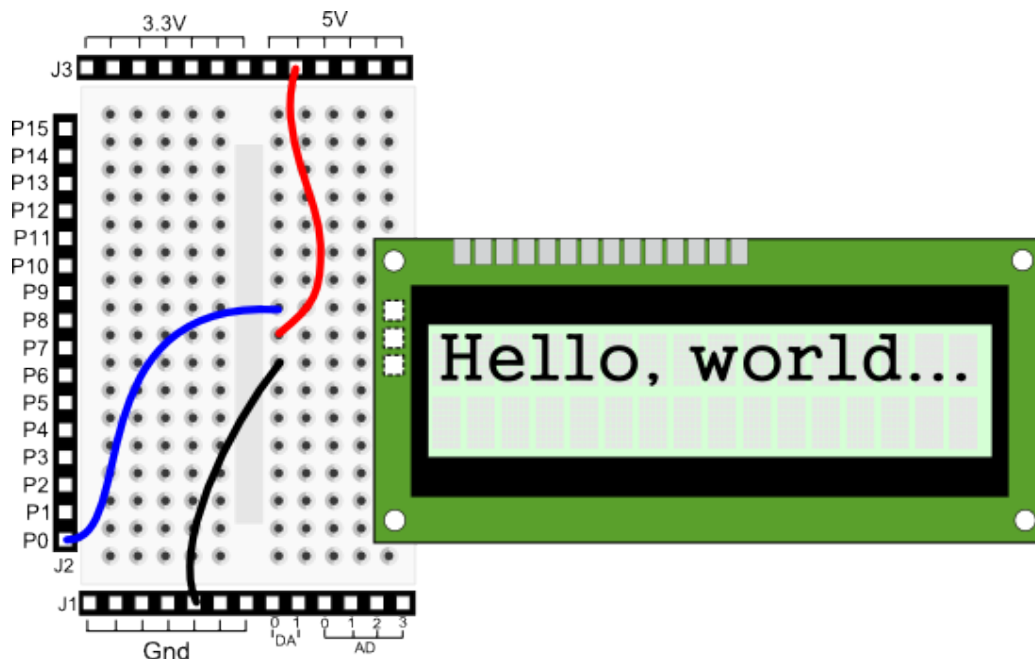 3.3V 5V
J3
P15
P14
P13
P12
P11
P10
P9
P8
P7
P6
P5
P4
P3
P2
P1
P0
J2
Hello, world...
J1
0 1 0 1 2 3
DA AD
Gnd